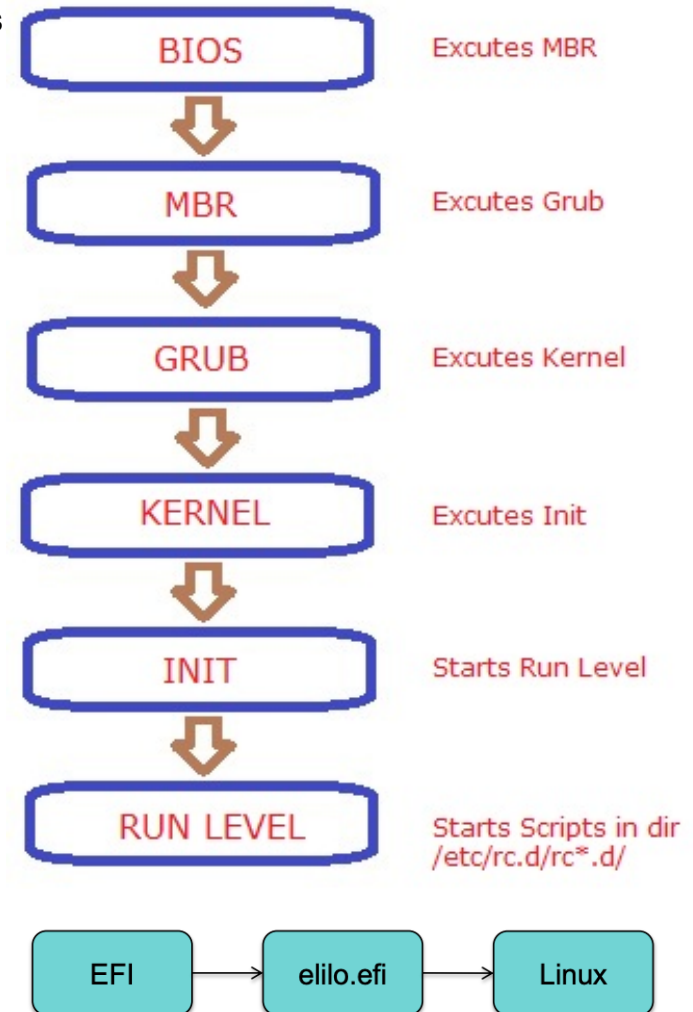 s
BIOS
Excutes MBR
MBR
Excutes Grub
GRUB
Excutes Kernel
KERNEL
Excutes Init
INIT
Starts Run Level
RUN LEVEL
Starts Scripts in dir
/etc/rc.d/rc*.d/
EFI
elilo.efi
Linux